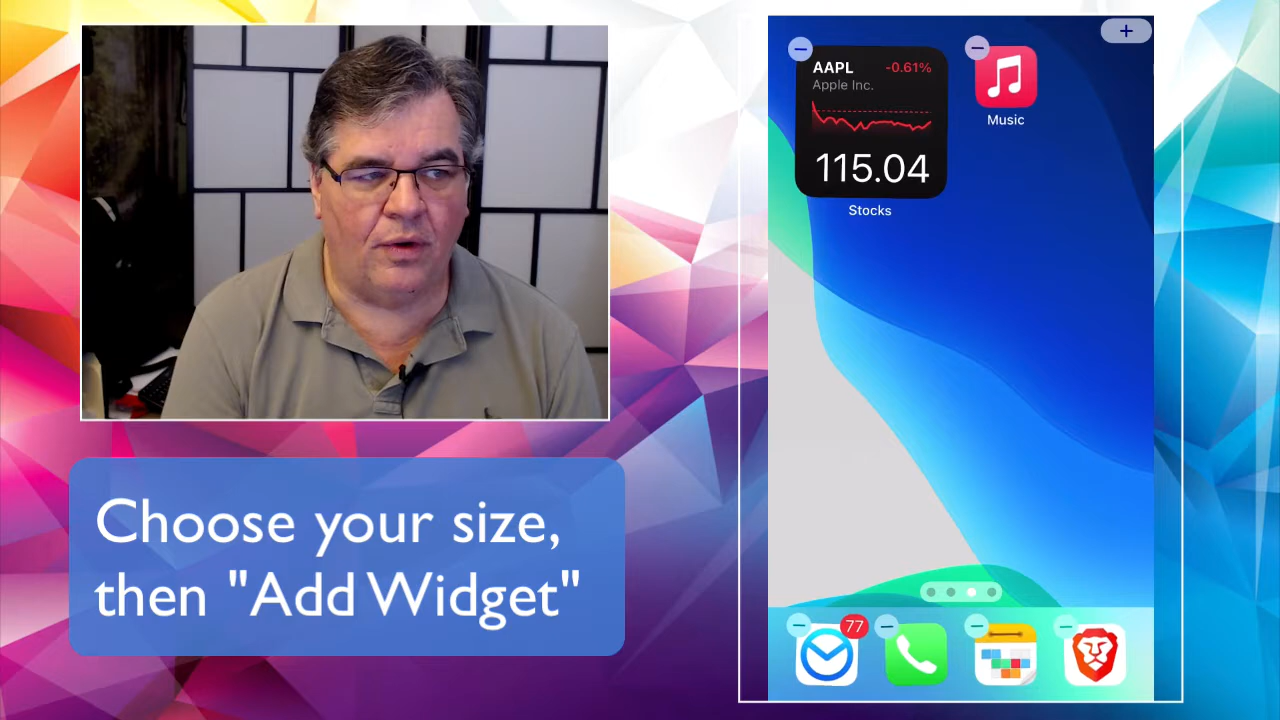 AAPL -0.61%
Apple Inc.
115.04
Stocks
Music
77
Choose your size,
then "Add Widget"